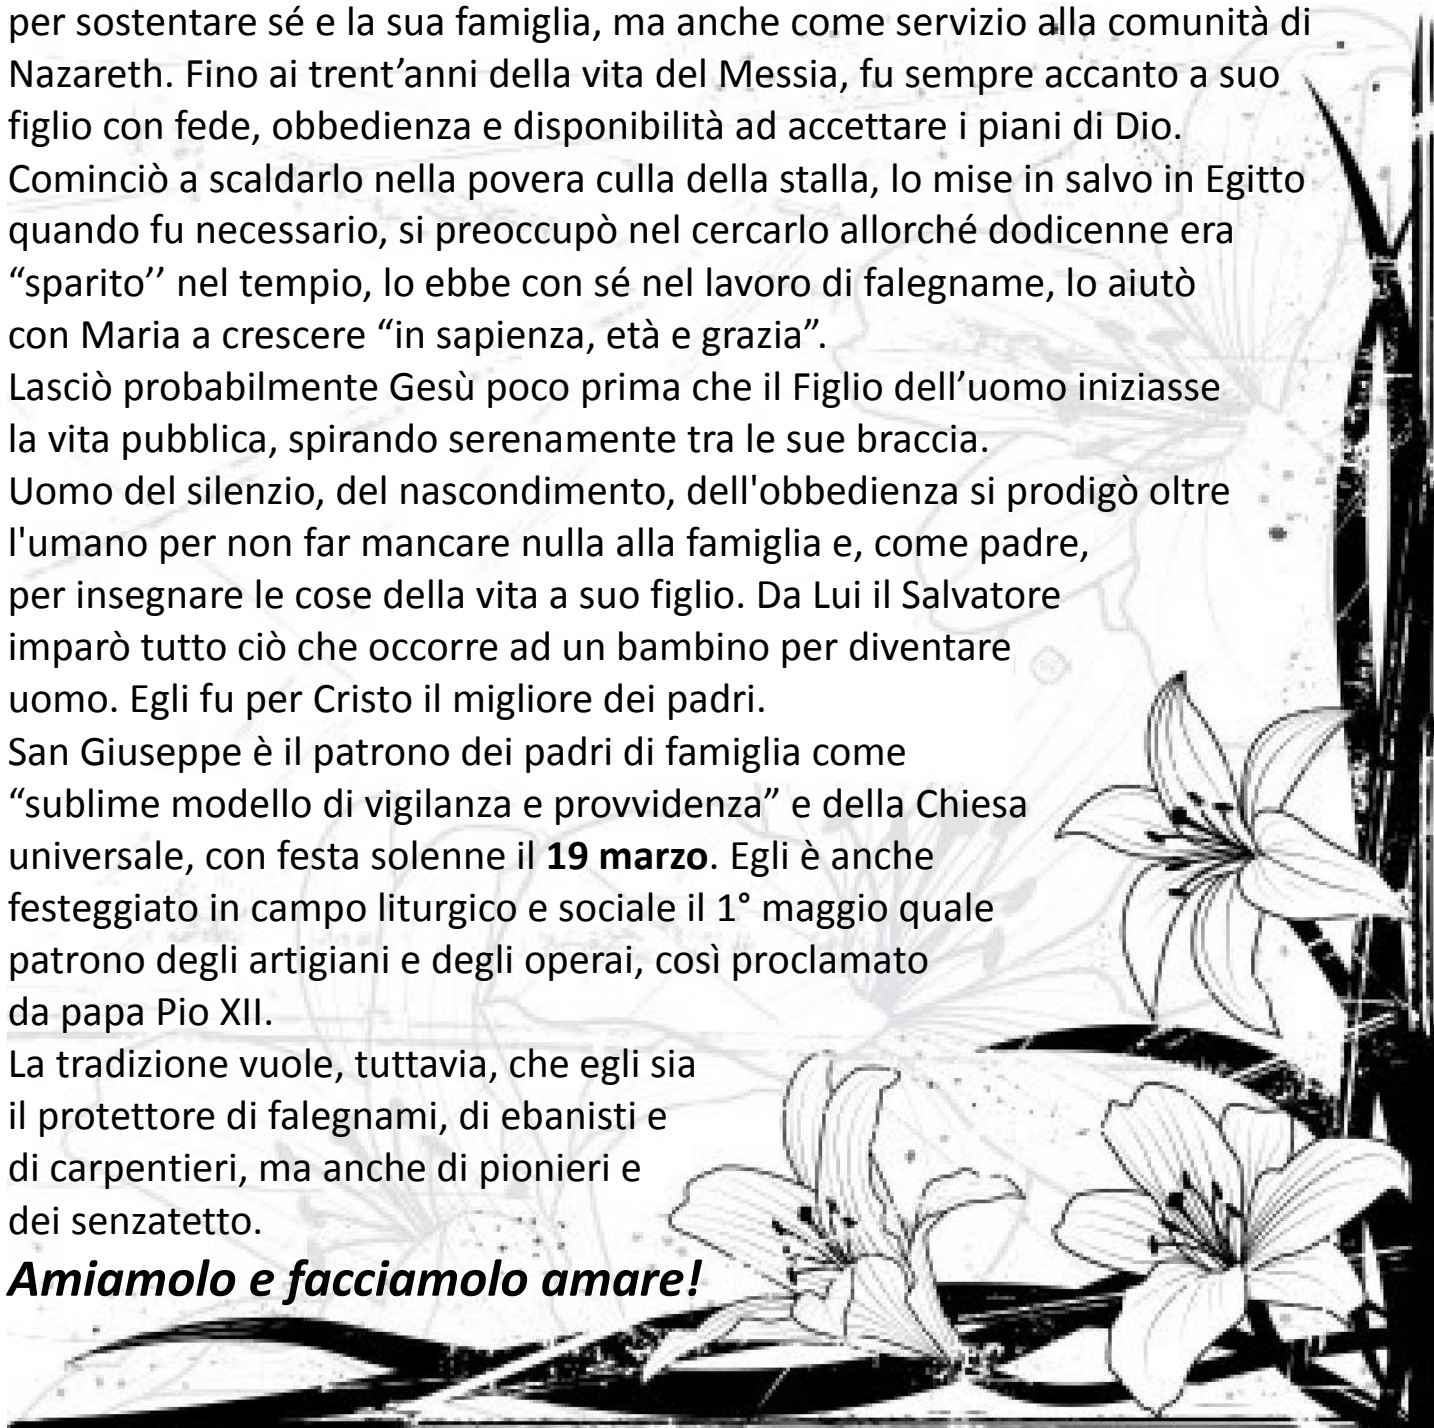 per sostentare sé e la sua famiglia, ma anche come servizio alla comunità di
Nazareth. Fino ai trent’anni della vita del Messia, fu sempre accanto a suo
figlio con fede, obbedienza e disponibilità ad accettare i piani di Dio.
Cominciò a scaldarlo nella povera culla della stalla, lo mise in salvo in Egitto
quando fu necessario, si preoccupò nel cercarlo allorché dodicenne era
“sparito’’ nel tempio, lo ebbe con sé nel lavoro di falegname, lo aiutò
con Maria a crescere “in sapienza, età e grazia”.
Lasciò probabilmente Gesù poco prima che il Figlio dell’uomo iniziasse
la vita pubblica, spirando serenamente tra le sue braccia.
Uomo del silenzio, del nascondimento, dell'obbedienza si prodigò oltre
l'umano per non far mancare nulla alla famiglia e, come padre,
per insegnare le cose della vita a suo figlio. Da Lui il Salvatore
imparò tutto ciò che occorre ad un bambino per diventare
uomo. Egli fu per Cristo il migliore dei padri.
San Giuseppe è il patrono dei padri di famiglia come
“sublime modello di vigilanza e provvidenza” e della Chiesa
universale, con festa solenne il 19 marzo. Egli è anche
festeggiato in campo liturgico e sociale il 1° maggio quale
patrono degli artigiani e degli operai, così proclamato
da papa Pio XII.
La tradizione vuole, tuttavia, che egli sia
il protettore di falegnami, di ebanisti e
di carpentieri, ma anche di pionieri e
dei senzatetto.
Amiamolo e facciamolo amare!